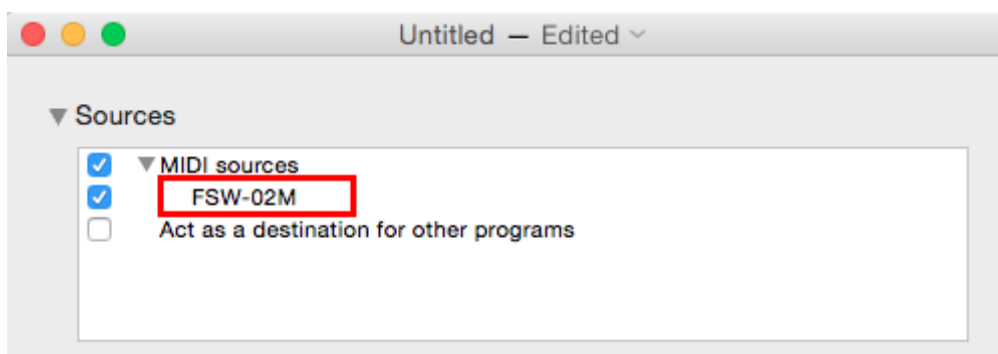 Untitled — Edited
Sources
MIDI sources
FSW-02M
Act as a destination for other programs